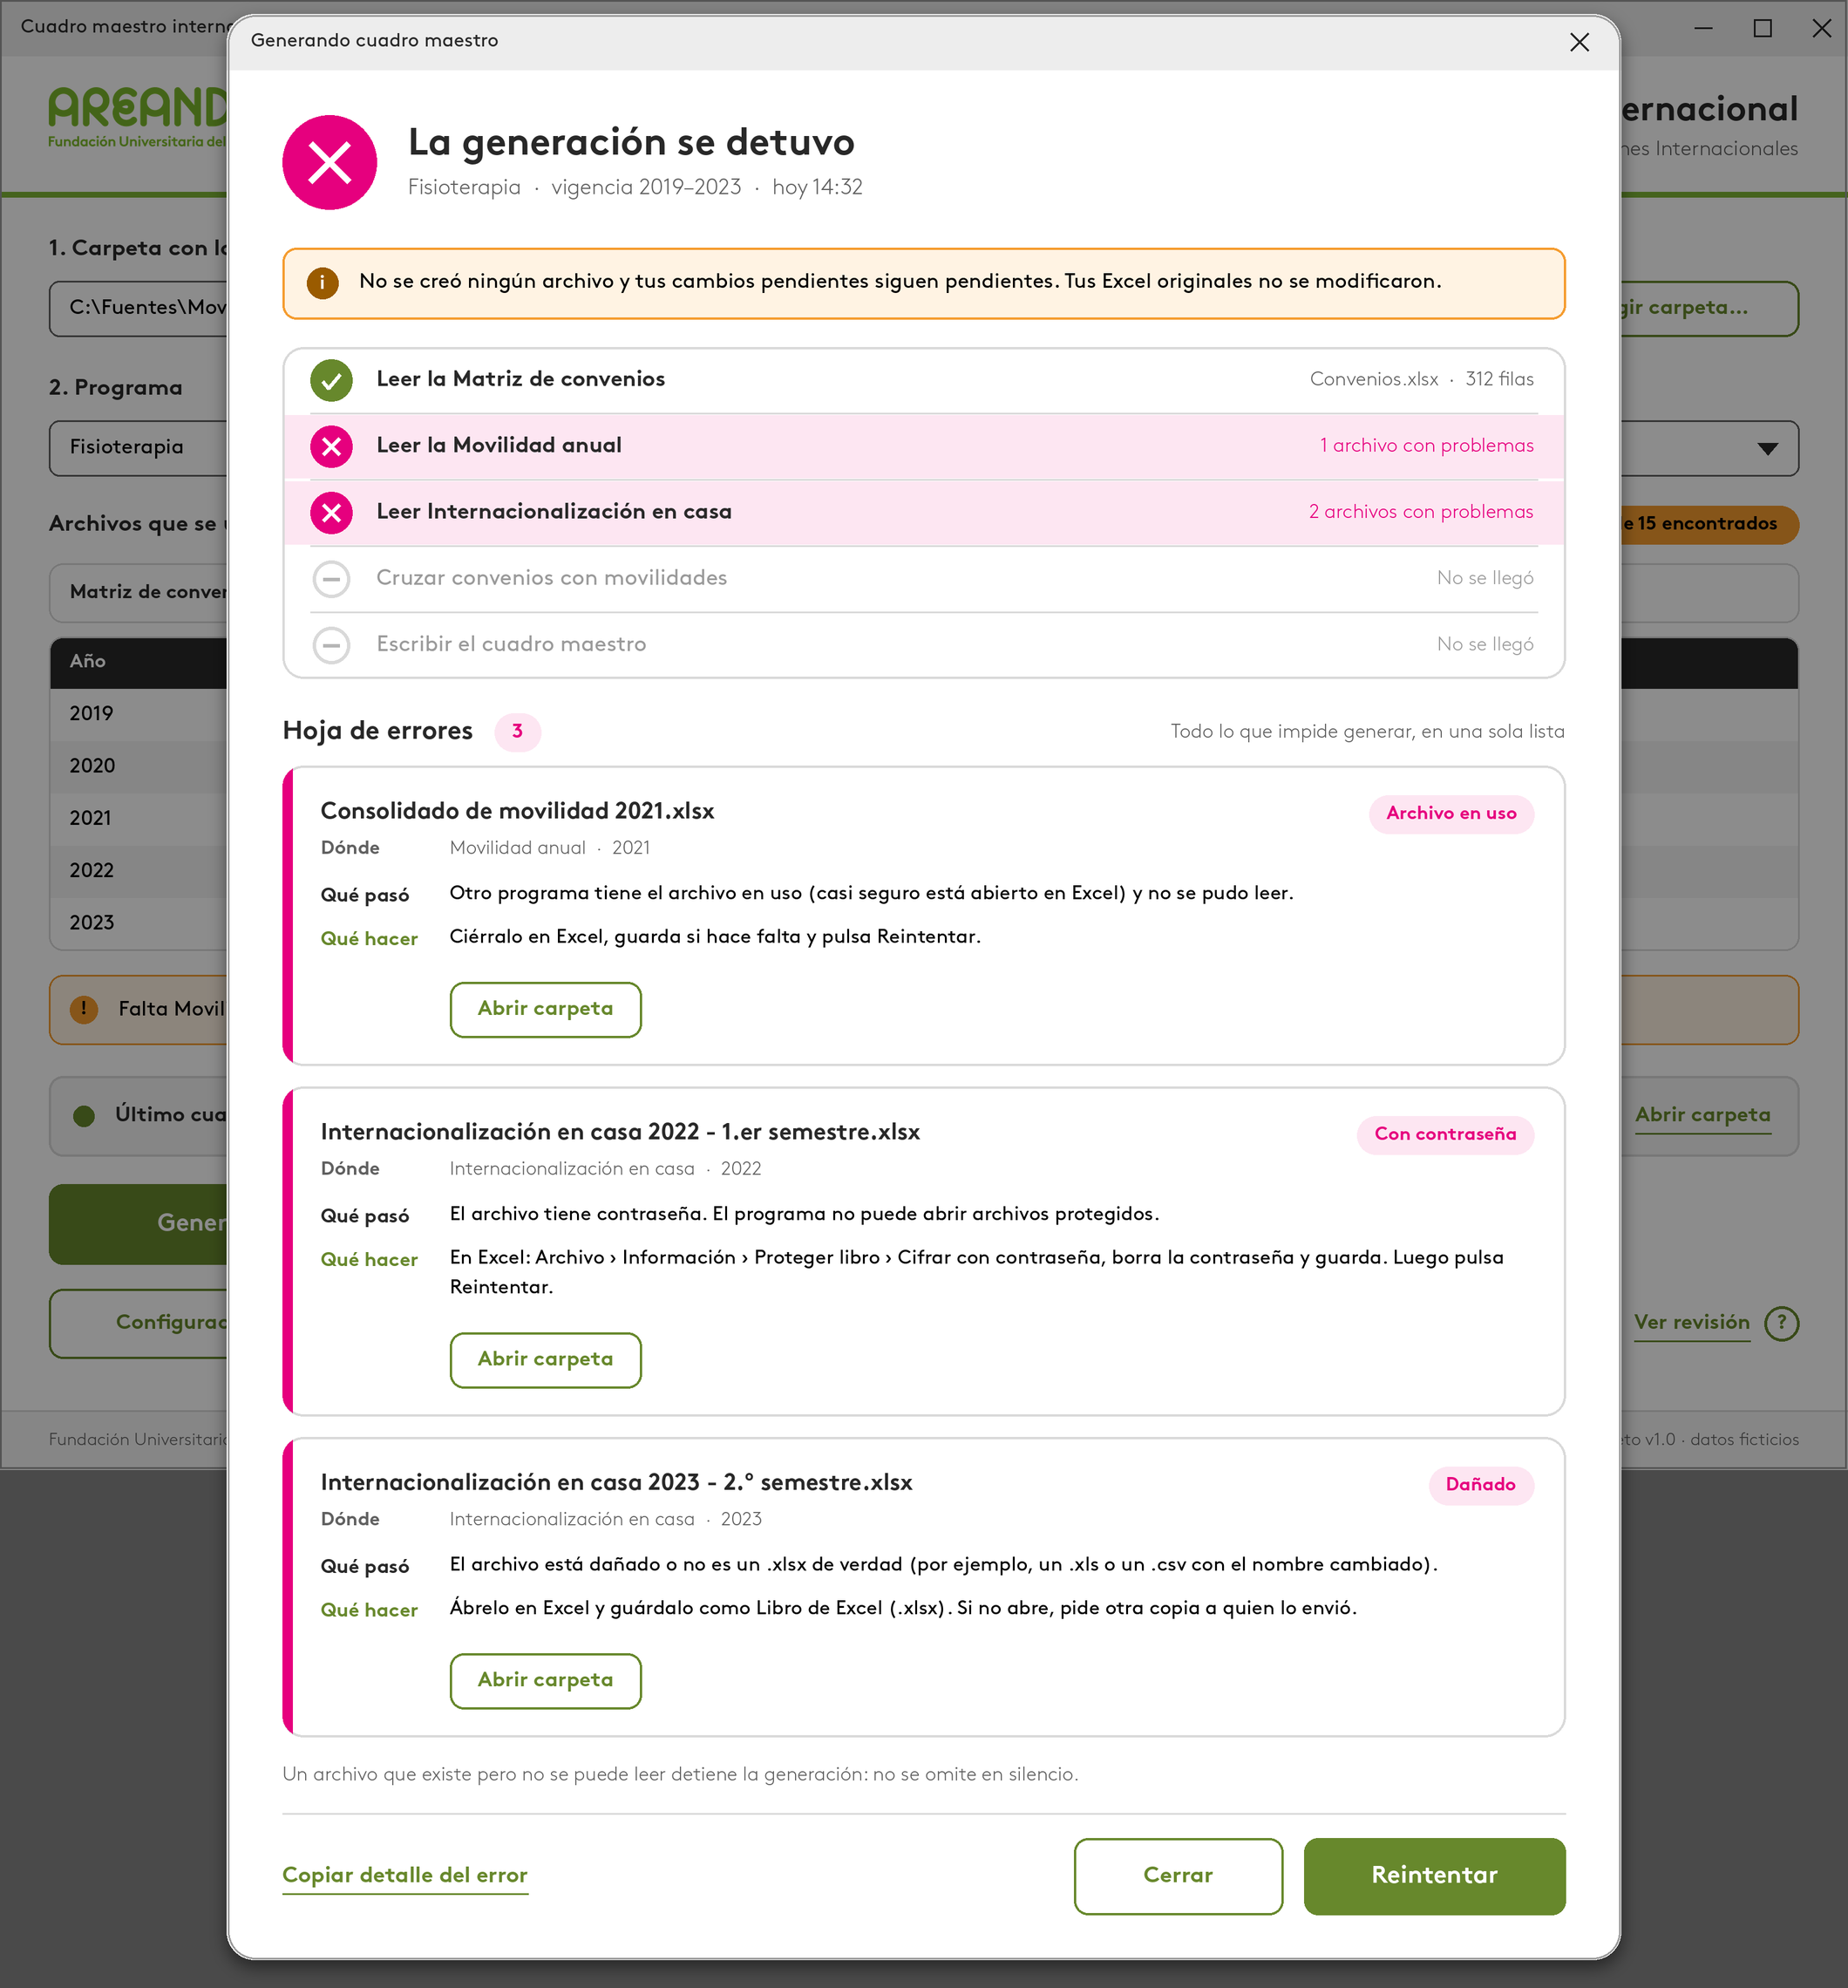 Cuadro maestro intern
Generando cuadro maestro
AREAND
Fundación Universitaria del
ernacional
nes Internacionales
La generación se detuvo
Fisioterapia · vigencia 2019–2023 · hoy 14:32
1. Carpeta con lo
C:\Fuentes\Mov
gir carpeta...
No se creó ningún archivo y tus cambios pendientes siguen pendientes. Tus Excel originales no se modificaron.
2. Programa
Fisioterapia
Leer la Matriz de convenios
Convenios.xlsx · 312 filas
Leer la Movilidad anual
1 archivo con problemas
Leer Internacionalización en casa
2 archivos con problemas
Cruzar convenios con movilidades
No se llegó
Escribir el cuadro maestro
No se llegó
Archivos que se
e 15 encontrados
Matriz de conven
Año
2019
2020
2021
2022
2023
Hoja de errores 3
Todo lo que impide generar, en una sola lista
Consolidado de movilidad 2021.xlsx
Archivo en uso
Dónde Movilidad anual · 2021
Qué pasó Otro programa tiene el archivo en uso (casi seguro está abierto en Excel) y no se pudo leer.
Qué hacer Ciérralo en Excel, guarda si hace falta y pulsa Reintentar.
Abrir carpeta
Falta Movil
Último cua
Abrir carpeta
Internacionalización en casa 2022 - 1.er semestre.xlsx
Con contraseña
Dónde Internacionalización en casa · 2022
Qué pasó El archivo tiene contraseña. El programa no puede abrir archivos protegidos.
Qué hacer En Excel: Archivo › Información › Proteger libro › Cifrar con contraseña, borra la contraseña y guarda. Luego pulsa
Reintentar.
Abrir carpeta
Gener
Configurac
Ver revisión ?
Fundación Universitaria
to v1.0 · datos ficticios
Internacionalización en casa 2023 - 2.º semestre.xlsx
Dañado
Dónde Internacionalización en casa · 2023
Qué pasó El archivo está dañado o no es un .xlsx de verdad (por ejemplo, un .xls o un .csv con el nombre cambiado).
Qué hacer Ábrelo en Excel y guárdalo como Libro de Excel (.xlsx). Si no abre, pide otra copia a quien lo envió.
Abrir carpeta
Un archivo que existe pero no se puede leer detiene la generación: no se omite en silencio.
Copiar detalle del error
Cerrar
Reintentar